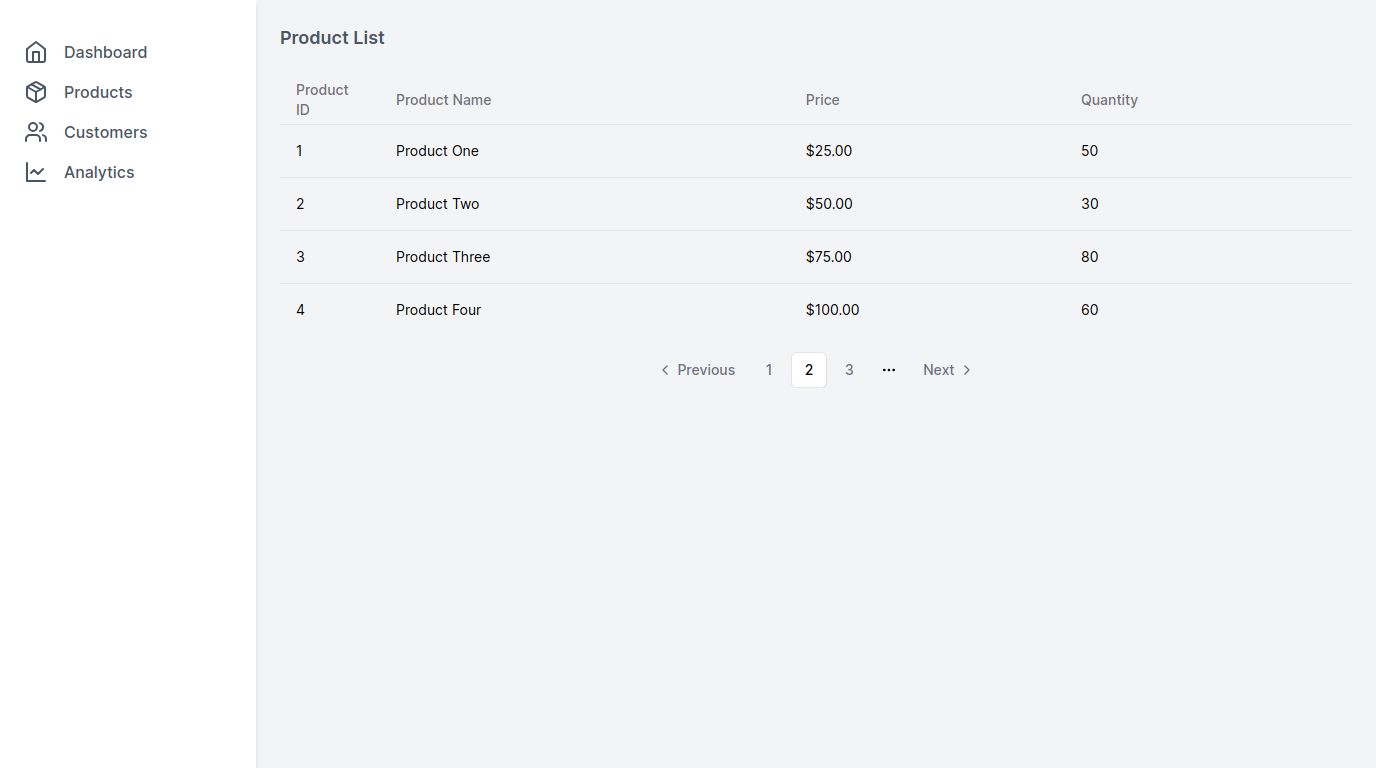 Dashboard
Products
Customers
Analytics
Product List
Product
ID
Product Name
Price
Quantity
1
Product One
$25.00
50
2
Product Two
$50.00
30
3
Product Three
$75.00
80
4
Product Four
$100.00
60
Previous 1 2 3 ··· Next